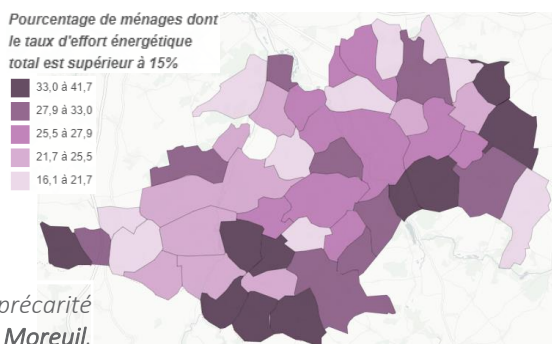 Pourcentage de ménages dont
le taux d'effort énergétique
total est supérieur à 15%
33,0 à 41,7
27,9 à 33,0
25,5 à 27,9
21,7 à 25,5
16,1 à 21,7
précarité
Moreuil.